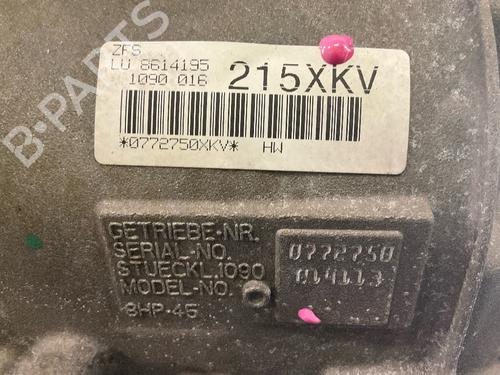 B-PARTS
ZFS
LU 8614195
1090 016
215XKV
*0772750XKV* HW
GETRIEBE-NR.
SERIAL-NO.
STUECKL.1090
MODEL-NO.
8HP-45
0772750
014113